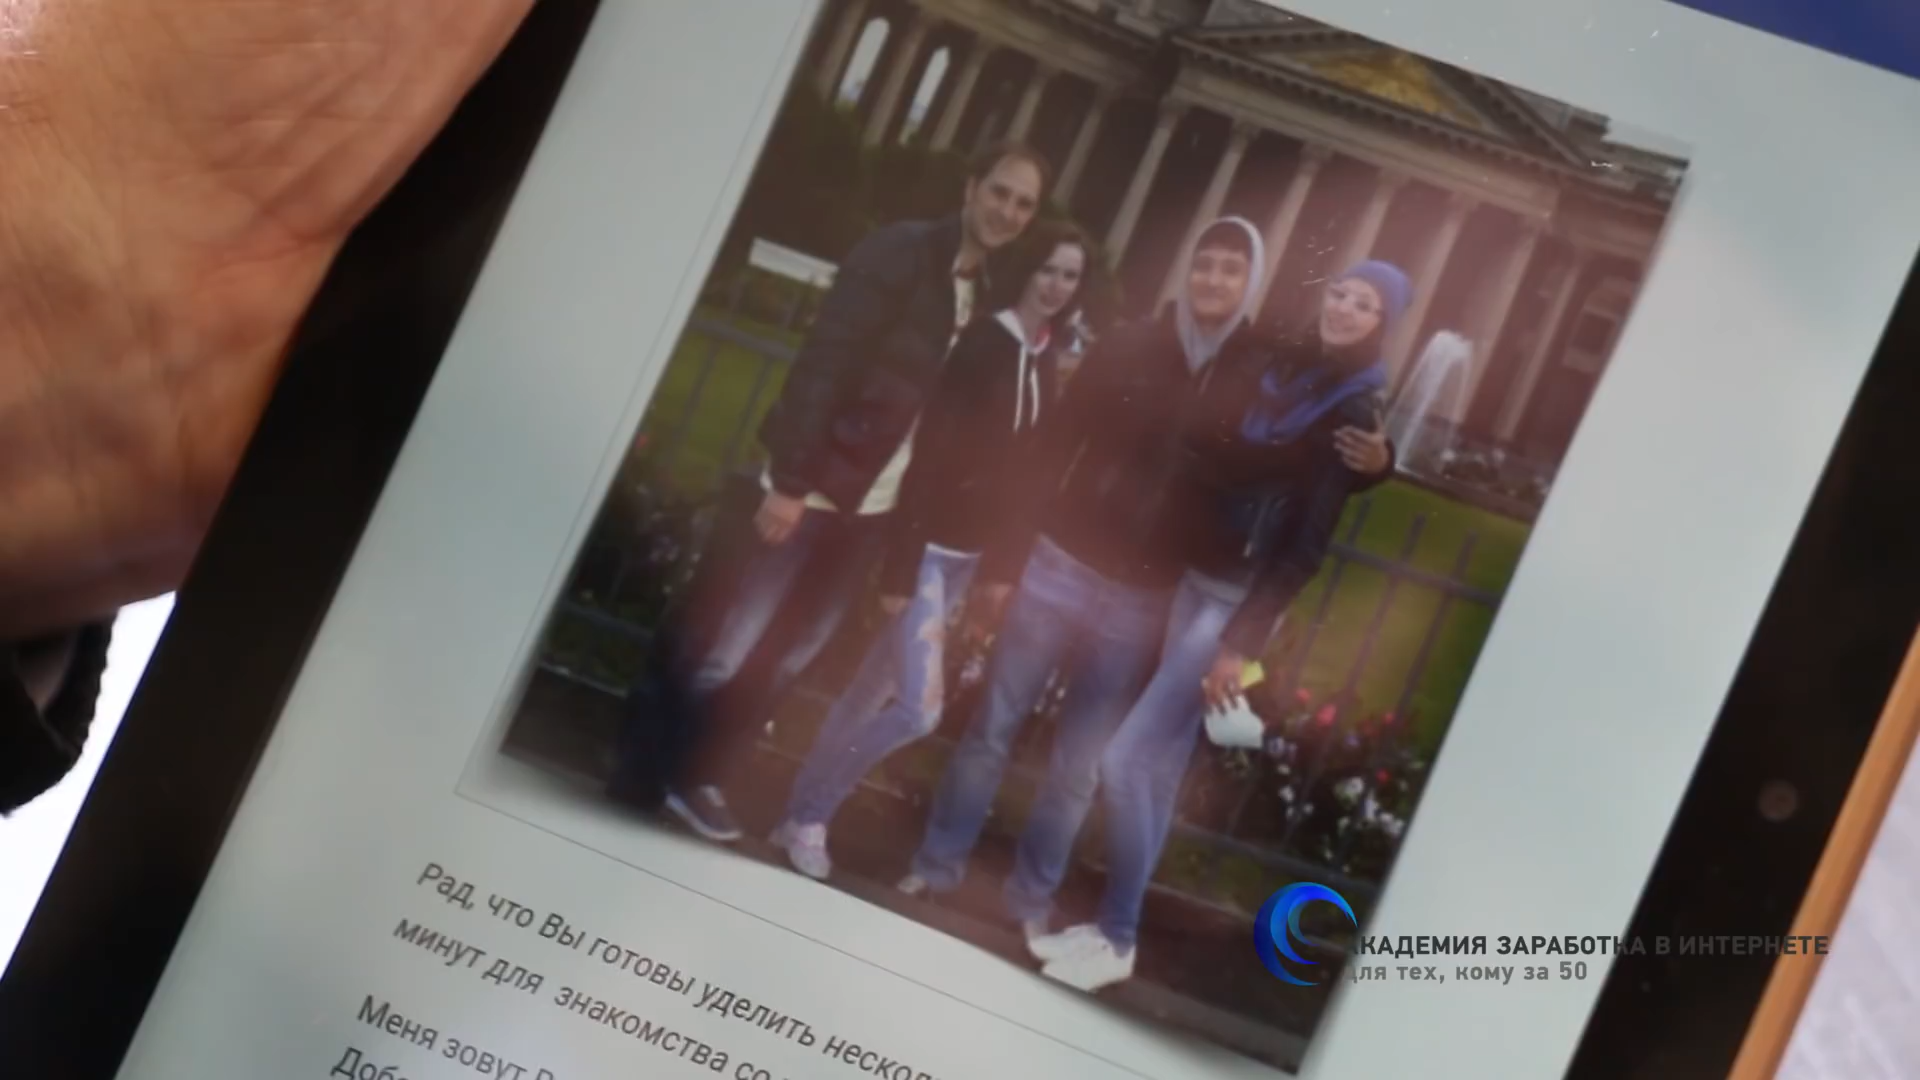 Рад, что Вы готовы уделить
минут для знакомства со
Меня зовут
АКАДЕМИЯ ЗАРАБОТКА В ИНТЕРНЕТЕ
Для тех, кому за 50